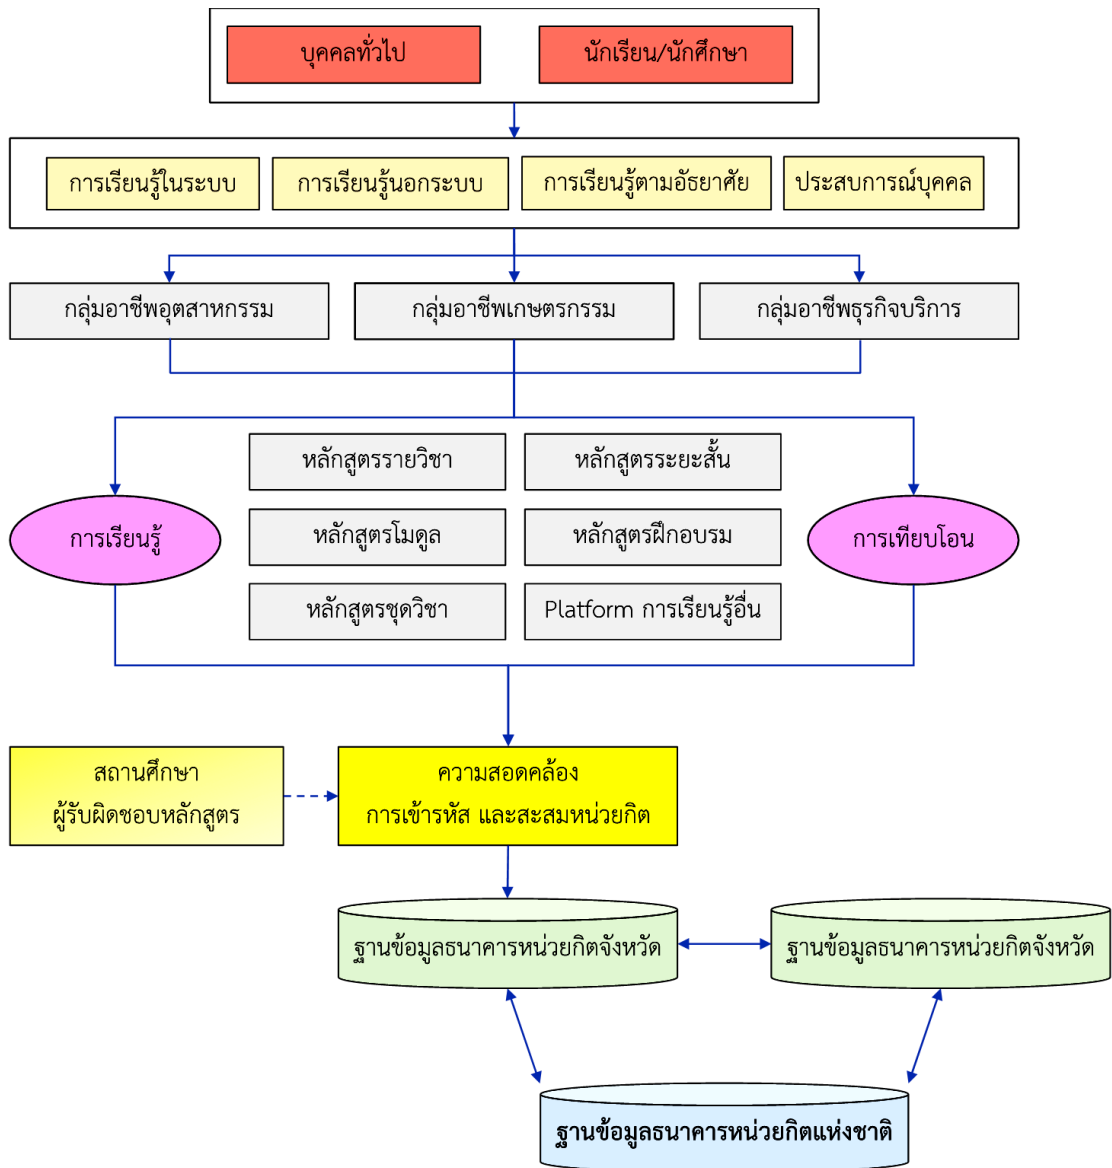 บุคคลทั่วไป
นักเรียน/นักศึกษา
การเรียนรู้ในระบบ
การเรียนรู้นอกระบบ
การเรียนรู้ตามอัธยาศัย
ประสบการณ์บุคคล
กลุ่มอาชีพอุตสาหกรรม
กลุ่มอาชีพเกษตรกรรม
กลุ่มอาชีพธุรกิจบริการ
หลักสูตรรายวิชา
หลักสูตรระยะสั้น
การเรียนรู้
หลักสูตรโมดูล
หลักสูตรฝึกอบรม
การเทียบโอน
หลักสูตรชุดวิชา
Platform การเรียนรู้อื่น
สถานศึกษา
ผู้รับผิดชอบหลักสูตร
ความสอดคล้อง
การเข้ารหัส และสะสมหน่วยกิต
ฐานข้อมูลธนาคารหน่วยกิตจังหวัด
ฐานข้อมูลธนาคารหน่วยกิตจังหวัด
ฐานข้อมูลธนาคารหน่วยกิตแห่งชาติ